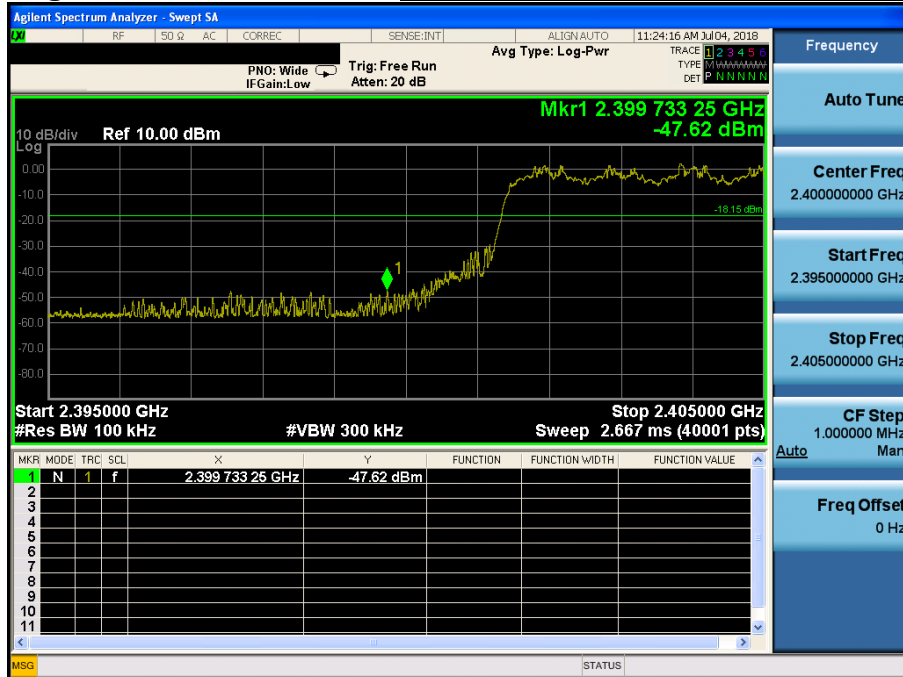 Agilent Spectrum Analyzer - Swept SA
LXI RF 50 Ω AC CORREC SENSE:INT ALIGN AUTO 11:24:16 AM Jul 04, 2018
Frequency
Avg Type: Log-Pwr TRACE 1 2 3 4 5 6
PNO: Wide Trig: Free Run TYPE M WWWWW
IFGain:Low Atten: 20 dB DET P N N N N N
Auto Tune
Mkr1 2.399 733 25 GHz
10 dB/div Ref 10.00 dBm -47.62 dBm
Log
0.00
-10.0
-20.0
-30.0
-40.0
-50.0
-60.0
-70.0
-80.0
-18.15 dBm
1
Center Freq
2.400000000 GHz
Start Freq
2.395000000 GHz
Stop Freq
2.405000000 GHz
Start 2.395000 GHz Stop 2.405000 GHz
#Res BW 100 kHz #VBW 300 kHz Sweep 2.667 ms (40001 pts)
CF Step
1.000000 MHz
Auto Man
MKR MODE TRC SCL X Y FUNCTION FUNCTION WIDTH FUNCTION VALUE
1 N 1 f 2.399 733 25 GHz -47.62 dBm
2
3
4
5
6
7
8
9
10
11
Freq Offset
0 Hz
MSG STATUS